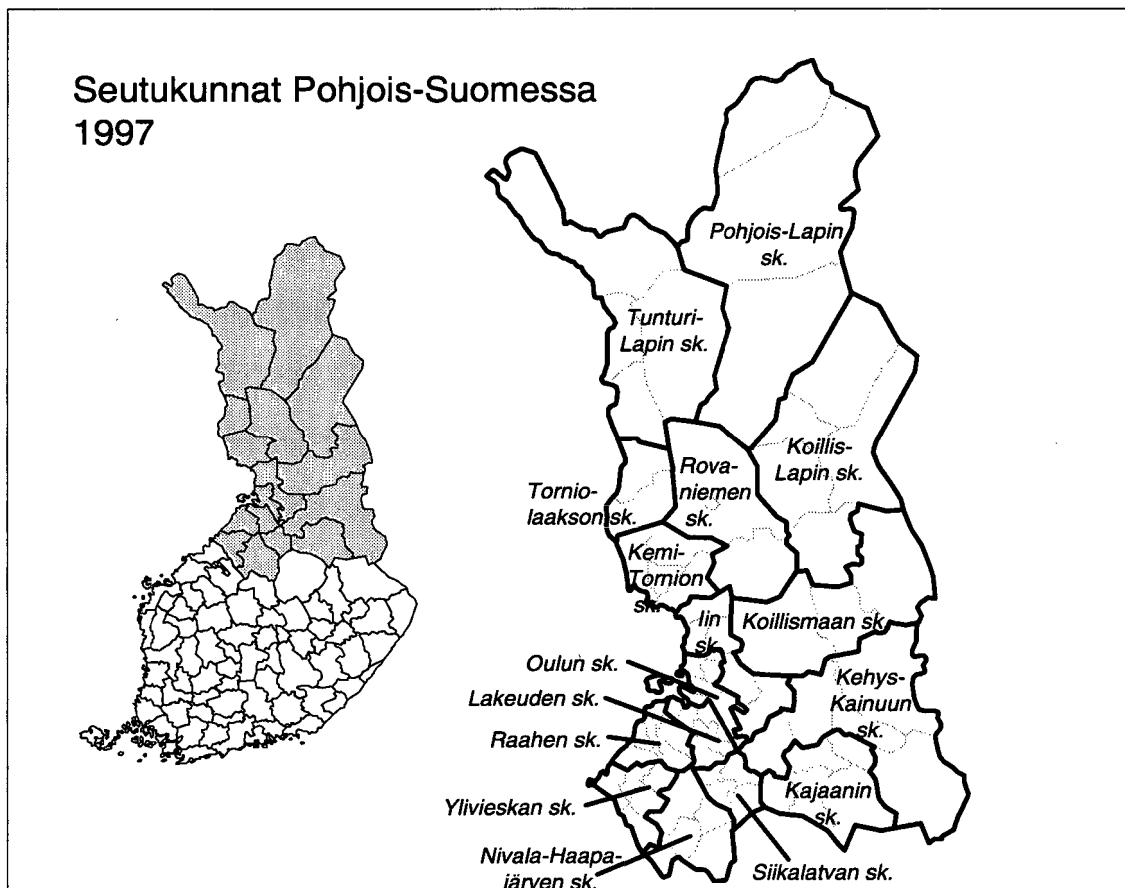 Seutukunnat Pohjois-Suomessa
1997
Pohjois-Lapin
sk.
Tunturi-
Lapin sk.
Koillis-
Lapin sk.
Rova-
niemen
sk.
Tornio-
laakson sk.
Kemi-
Tornion
sk.
Iin
sk.
Koillismaan sk.
Oulun sk.
Lakeuden sk.
Raahen sk.
Kehys-
Kainuun
sk.
Ylivieskan sk.
Kajaanin
sk.
Nivala-Haapa-
järven sk.
Siikalatvan sk.